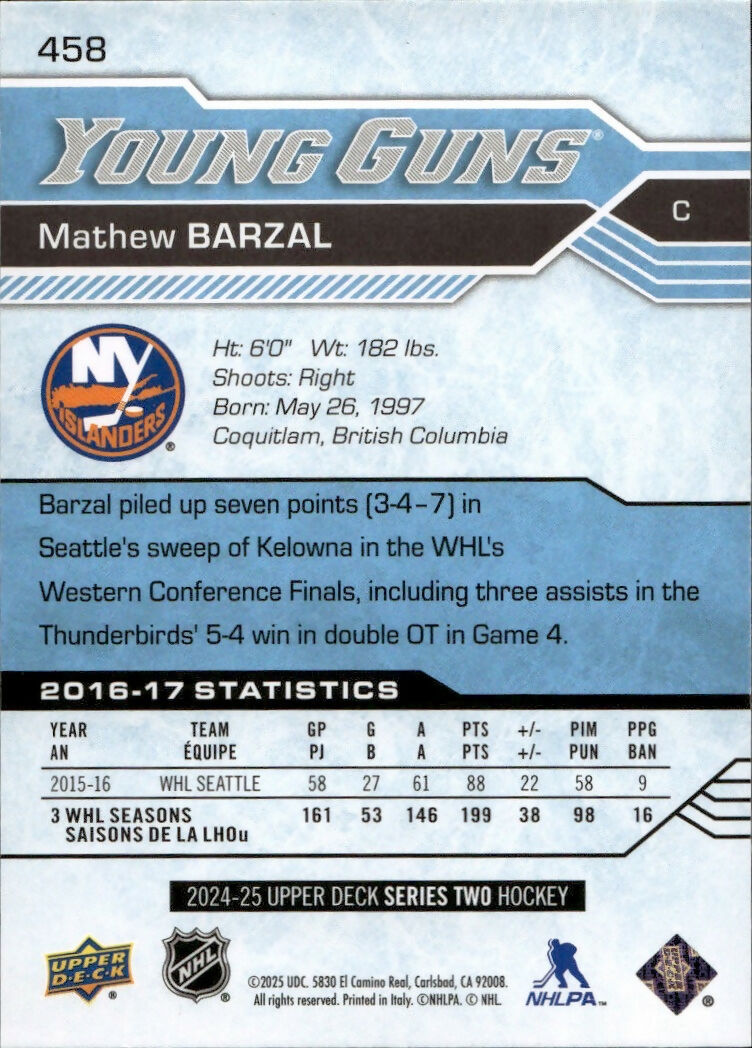 458
YOUNG GUNS®
Mathew BARZAL
C
NY
ISLANDERS
®
Ht: 6'0" Wt: 182 lbs.
Shoots: Right
Born: May 26, 1997
Coquitlam, British Columbia
Barzal piled up seven points (3-4–7) in
Seattle's sweep of Kelowna in the WHL's
Western Conference Finals, including three assists in the
Thunderbirds' 5-4 win in double OT in Game 4.
2016-17 STATISTICS
YEAR TEAM GP G A PTS +/- PIM PPG
AN ÉQUIPE PJ B A PTS +/- PUN BAN
2015-16 WHL SEATTLE 58 27 61 88 22 58 9
3 WHL SEASONS 161 53 146 199 38 98 16
SAISONS DE LA LHOu
2024-25 UPPER DECK SERIES TWO HOCKEY
UPPER
D·E·C·K
®
NHL
®
©2025 UDC. 5830 El Camino Real, Carlsbad, CA 92008.
All rights reserved. Printed in Italy. ©NHLPA. © NHL.
NHLPA™
®